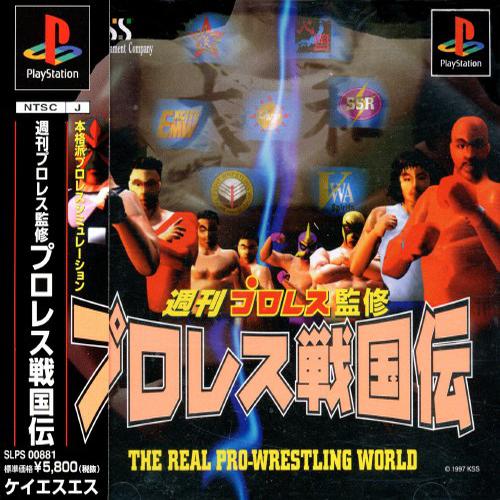 PlayStation
NTSC J
本格派プロレスシミュレーション
週刊プロレス監修 プロレス戦国伝
SLPS 00881
標準価格¥5,800(税抜)
ケイエスエス
PlayStation
SSR
EMW
WA
週刊プロレス監修
プロレス戦国伝
THE REAL PRO-WRESTLING WORLD
© 1997 KSS